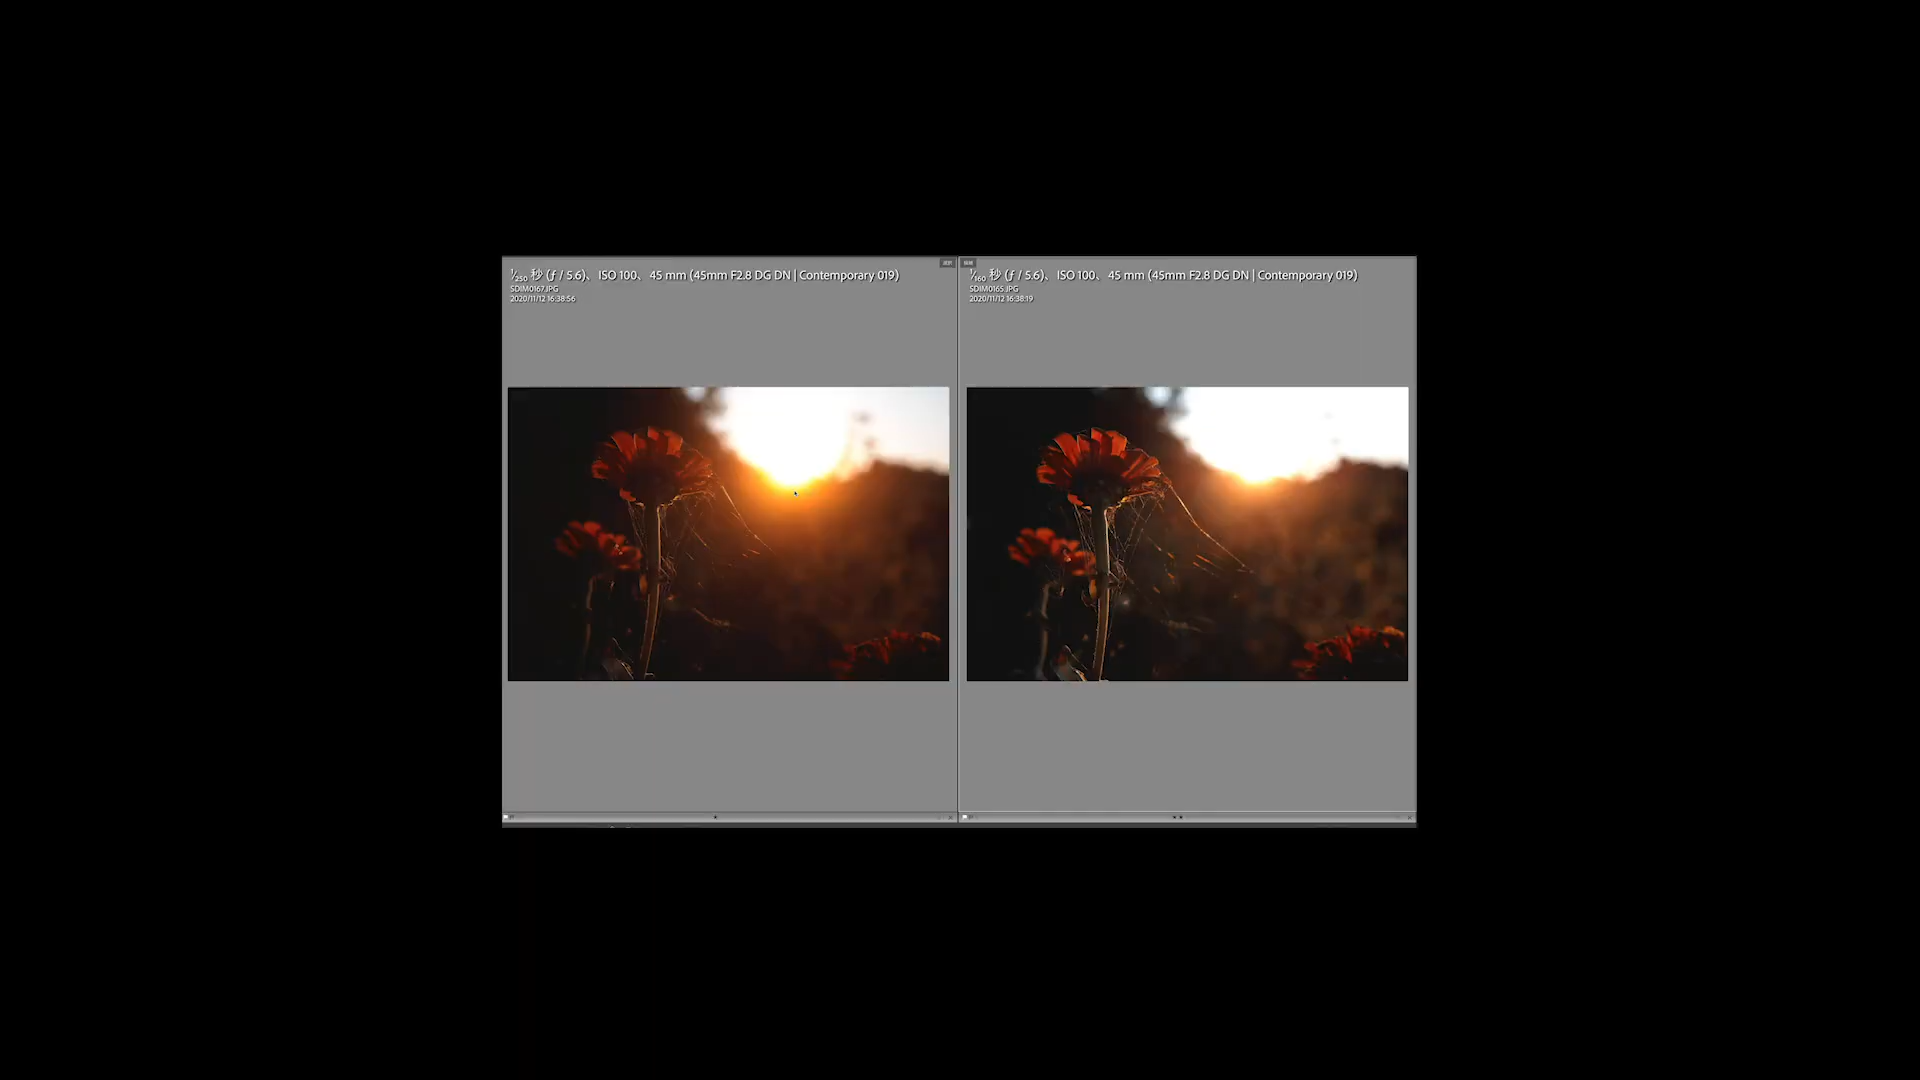 1/250 秒 (ƒ / 5.6)、 ISO 100、 45 mm (45mm F2.8 DG DN | Contemporary 019)
SDIM0167.JPG
2020/11/12 16:38:56
1/160 秒 (ƒ / 5.6)、 ISO 100、 45 mm (45mm F2.8 DG DN | Contemporary 019)
SDIM0165.JPG
2020/11/12 16:38:19